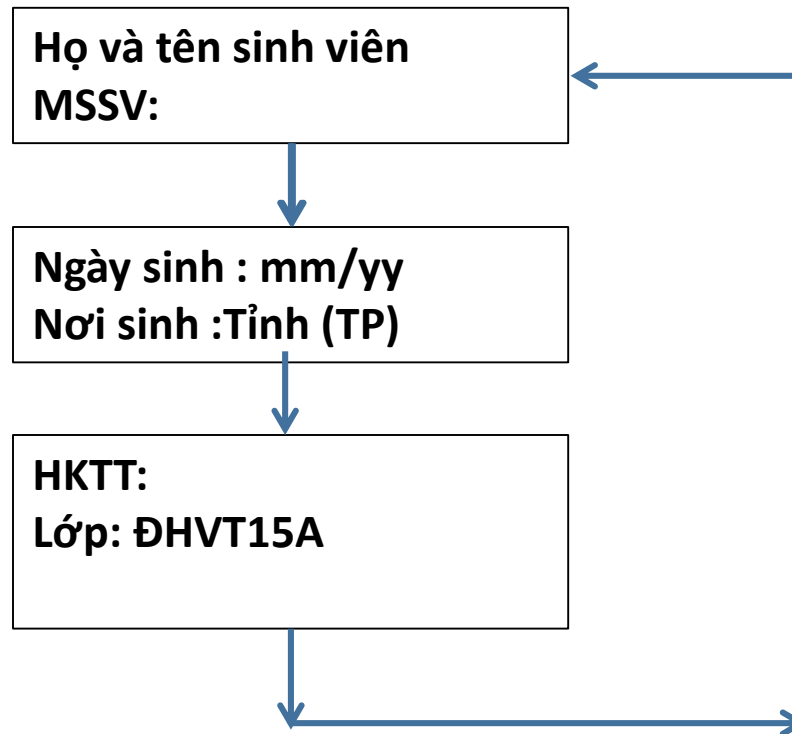 Họ và tên sinh viên
MSSV:
Ngày sinh : mm/yy
Nơi sinh :Tỉnh (TP)
HKTT:
Lớp: ĐHVT15A